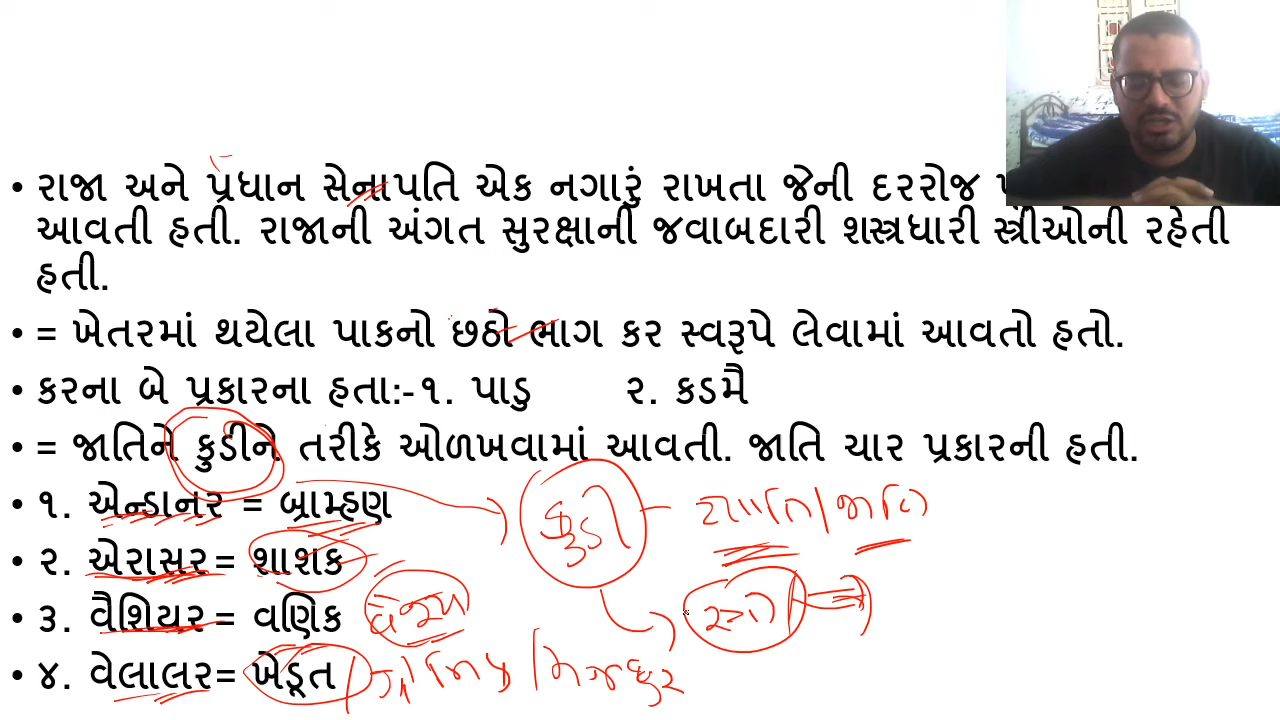 • રાજા અને પ્રધાન સેનાપતિ એક નગારું રાખતા જેની દરરોજ
આવતી હતી. રાજાની અંગત સુરક્ષાની જવાબદારી શસ્ત્રધારી સ્ત્રીઓની રહેતી
હતી.
• = ખેતરમાં થયેલા પાકનો છઠો ભાગ કર સ્વરૂપે લેવામાં આવતો હતો.
• કરના બે પ્રકારના હતા:-૧. પાડુ ૨. કડમૈ
• = જાતિને કુડીને તરીકે ઓળખવામાં આવતી. જાતિ ચાર પ્રકારની હતી.
• ૧. એન્ડાનર = બ્રામ્હણ
કુડી - જ્ઞાતિ/જાતિ
• ૨. એરાસર= શાશક
• ૩. વૈશિયર= વણિક વૈશ્ય
• ૪. વેલાલર= ખેડૂત / શ્રમિક / મજદૂર